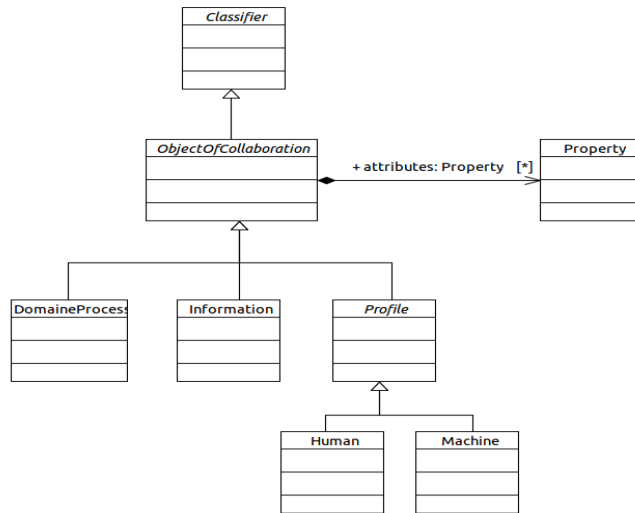 Classifier
ObjectOfCollaboration
+ attributes: Property [*]
Property
DomaineProcess
Information
Profile
Human
Machine